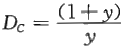 D_C = \frac{(1 + y)}{y}